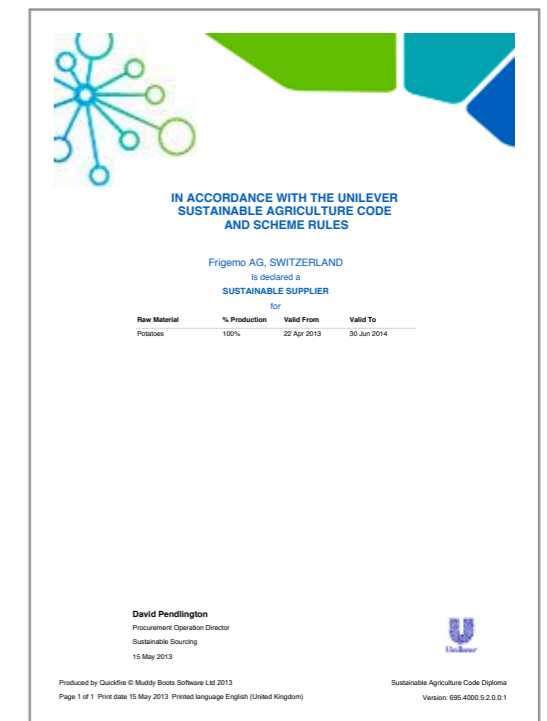 IN ACCORDANCE WITH THE UNILEVER
SUSTAINABLE AGRICULTURE CODE
AND SCHEME RULES
Frigemo AG, SWITZERLAND
Is declared a
SUSTAINABLE SUPPLIER
for
Raw Material % Production Valid From Valid To
Potatoes 100% 22 Apr 2013 30 Jun 2014
David Pendlington
Procurement Operation Director
Sustainable Sourcing
15 May 2013
Unilever
Produced by Quickfire © Muddy Boots Software Ltd 2013 Sustainable Agriculture Code Diploma
Page 1 of 1 Print date 15 May 2013 Printed language English (United Kingdom) Version: 695.4000.5:2.0.0:1